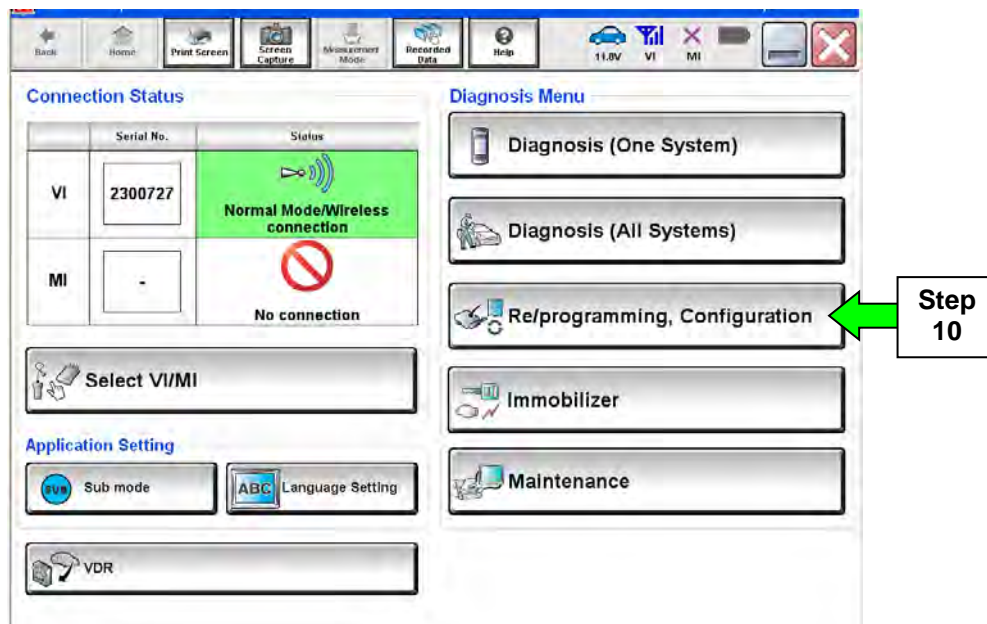 Back
Home
Print Screen
Screen
Capture
Measurement
Mode
Recorded
Data
Help
11.8V
VI
MI
Connection Status
Serial No.
Status
VI
2300727
Normal Mode/Wireless
connection
MI
-
No connection
Select VI/MI
Application Setting
SUB
Sub mode
ABC
Language Setting
VDR
Diagnosis Menu
Diagnosis (One System)
Diagnosis (All Systems)
Re/programming, Configuration
Immobilizer
Maintenance
Step
10